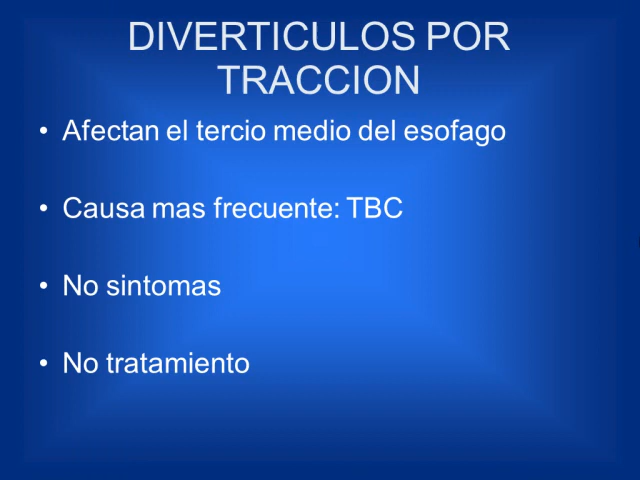 DIVERTICULOS POR
TRACCION
• Afectan el tercio medio del esofago
• Causa mas frecuente: TBC
• No sintomas
• No tratamiento